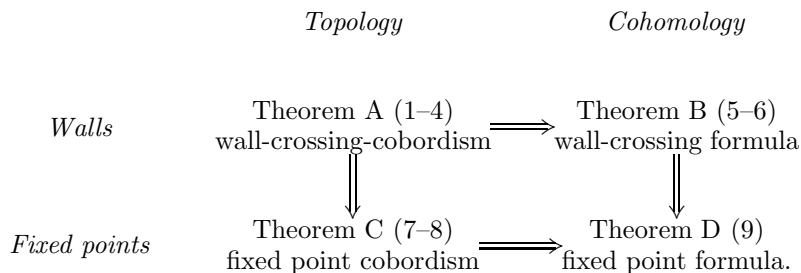 Topology Cohomology
Theorem A (1–4) Theorem B (5–6)
Walls
wall-crossing-cobordism wall-crossing formula
Theorem C (7–8) Theorem D (9)
Fixed points
fixed point cobordism fixed point formula.